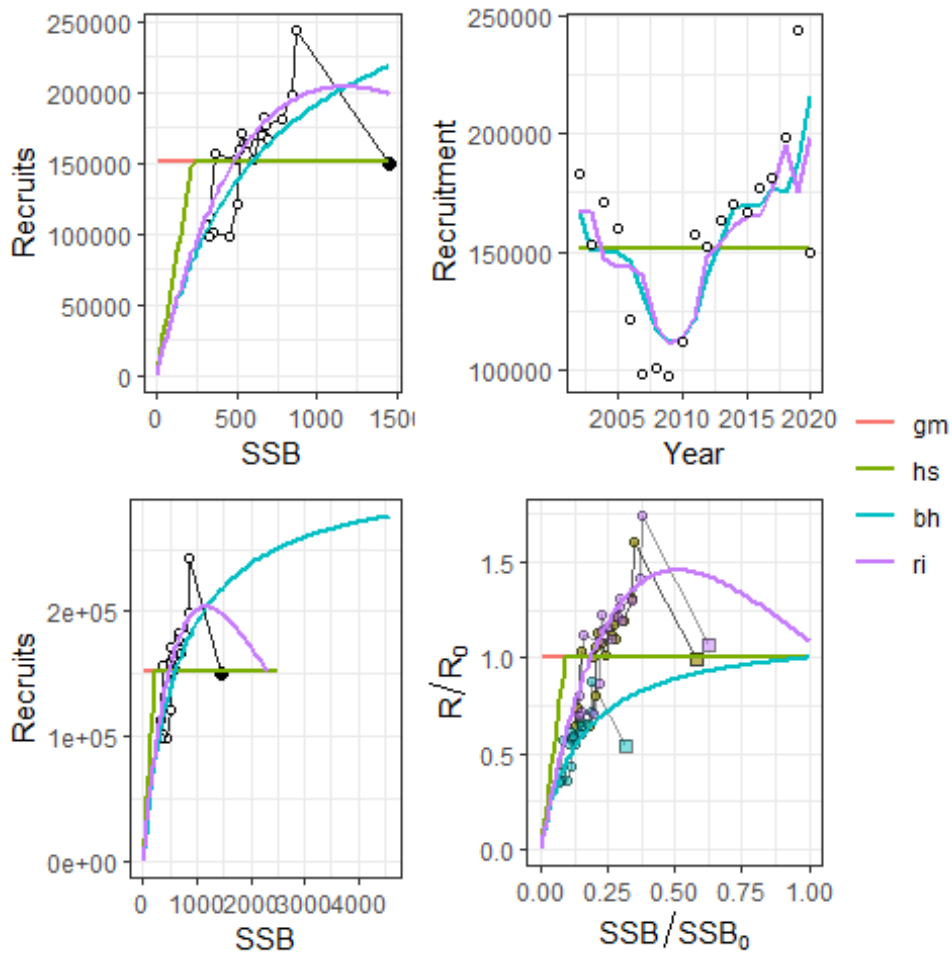 250000
200000
150000
100000
50000
0
Recruits
0 500 1000 1500
SSB
250000
200000
150000
100000
Recruitment
2005 2010 2015 2020
Year
gm
hs
bh
ri
2e+05
1e+05
0e+00
Recruits
0 1000 2000 3000 4000
SSB
1.5
1.0
0.5
0.0
R/R₀
0.00 0.25 0.50 0.75 1.00
SSB/SSB₀